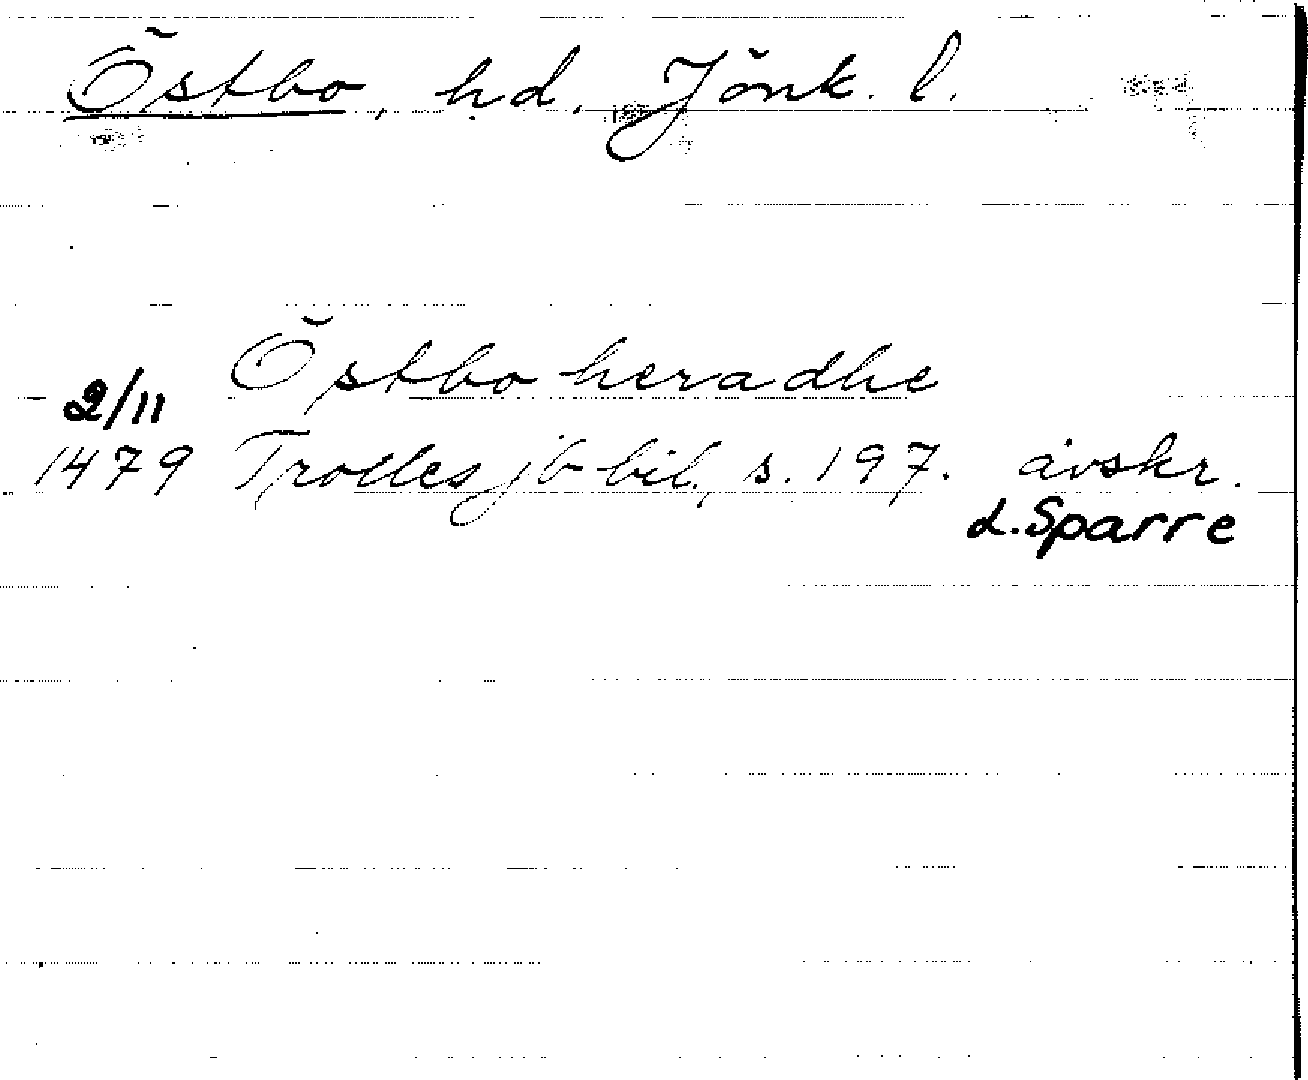 Östbo, hd. Jönk. l.
Östbo heradhe
2/11
1479 Trolles jb bil., s. 197. avskr.
L. Sparre